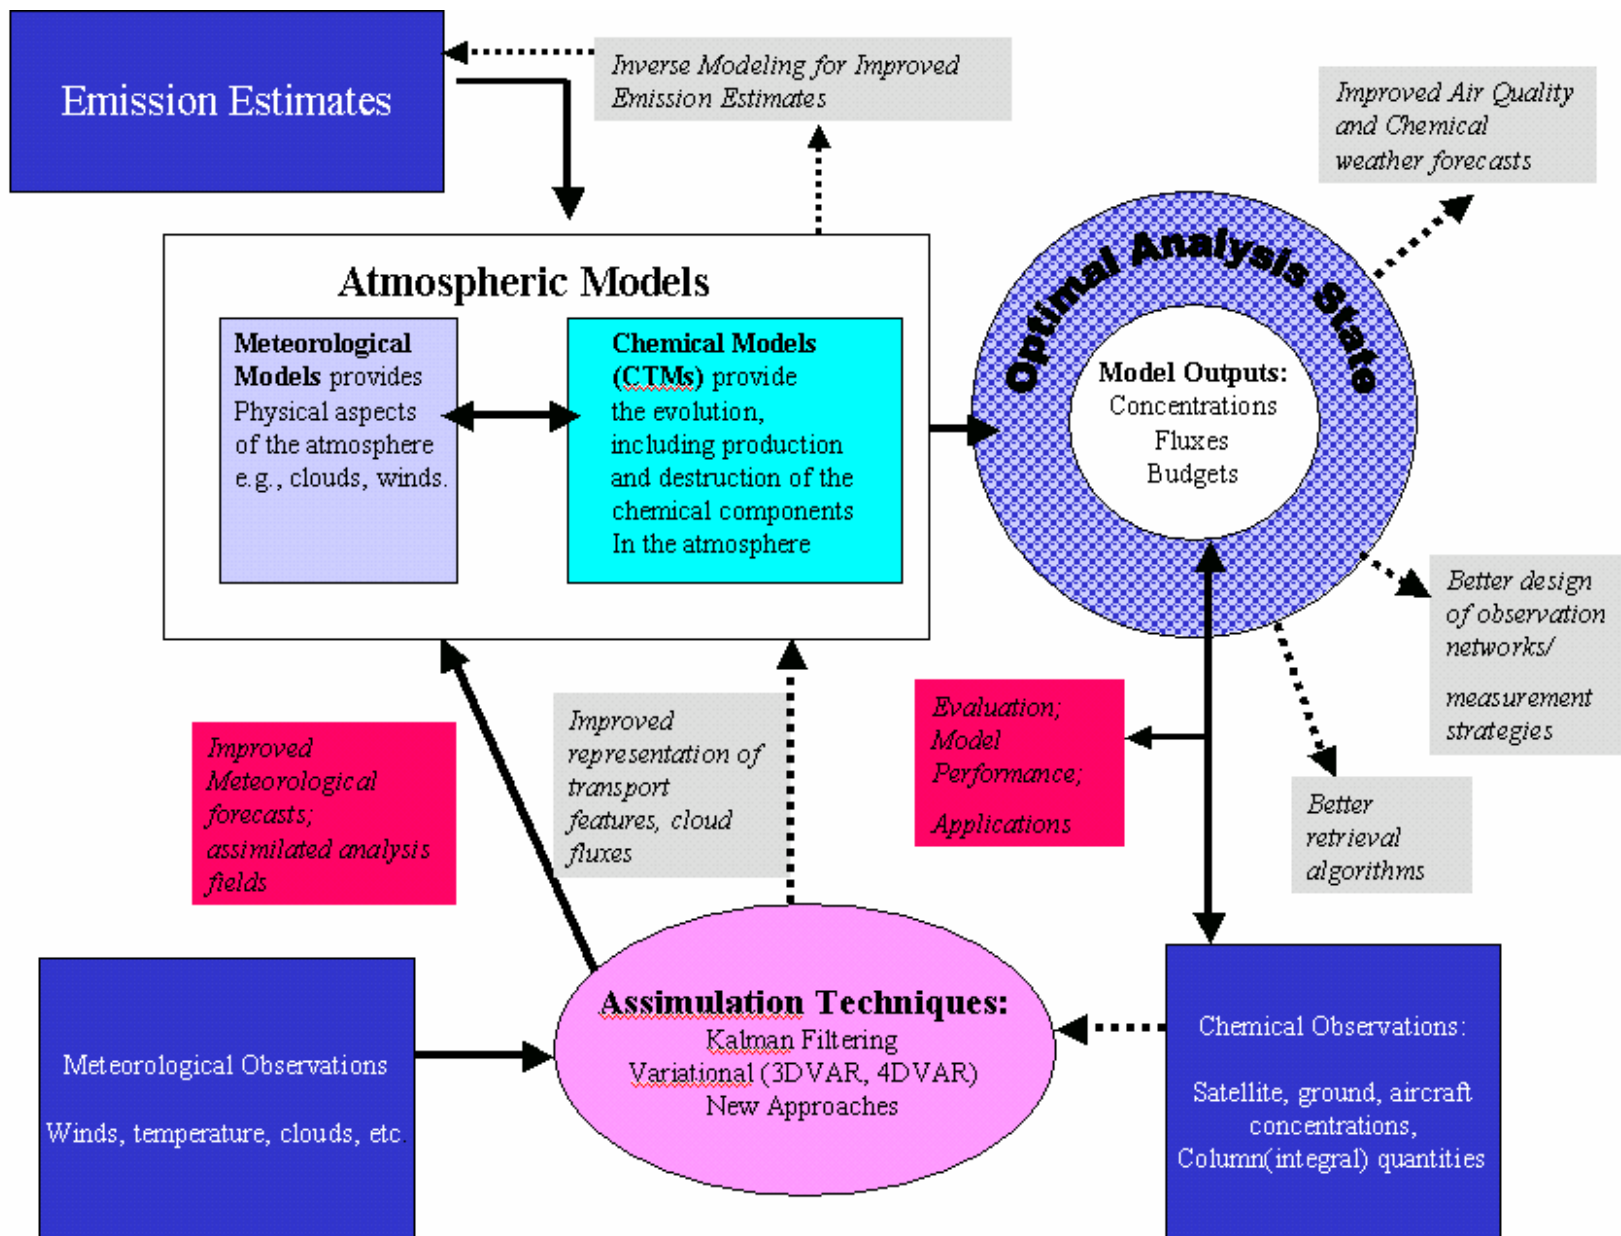 Emission Estimates
Inverse Modeling for Improved
Emission Estimates
Improved Air Quality
and Chemical
weather forecasts
Atmospheric Models
Meteorological
Models provides
Physical aspects
of the atmosphere
e.g., clouds, winds.
Chemical Models
(CTMs) provide
the evolution,
including production
and destruction of the
chemical components
In the atmosphere
Optimal Analysis State
Model Outputs:
Concentrations
Fluxes
Budgets
Better design
of observation
networks/
measurement
strategies
Improved
Meteorological
forecasts;
assimilated analysis
fields
Improved
representation of
transport
features, cloud
fluxes
Evaluation;
Model
Performance;
Applications
Better
retrieval
algorithms
Meteorological Observations
Winds, temperature, clouds, etc.
Assimulation Techniques:
Kalman Filtering
Variational (3DVAR, 4DVAR)
New Approaches
Chemical Observations:
Satellite, ground, aircraft
concentrations,
Column(integral) quantities